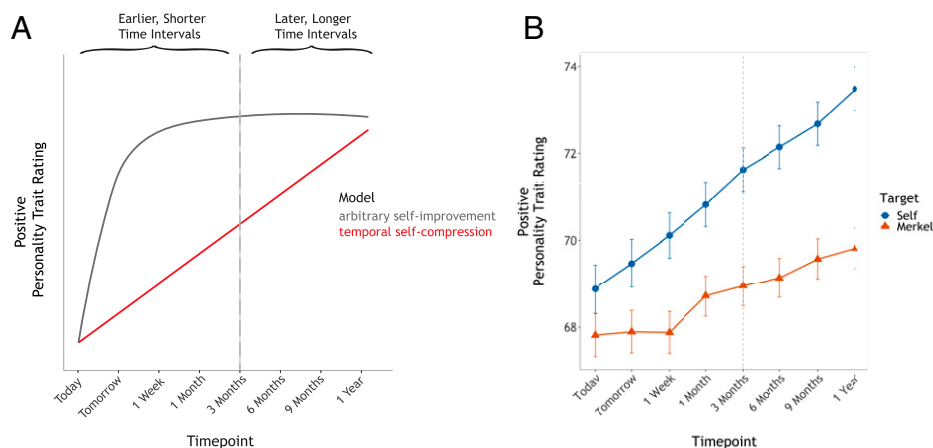 A
Earlier, Shorter
Time Intervals
Later, Longer
Time Intervals
Positive
Personality Trait Rating
Model
arbitrary self-improvement
temporal self-compression
Today
Tomorrow
1 Week
1 Month
3 Months
6 Months
9 Months
1 Year
Timepoint
B
74
72
70
68
Positive
Personality Trait Rating
Target
Self
Merkel
Today
Tomorrow
1 Week
1 Month
3 Months
6 Months
9 Months
1 Year
Timepoint